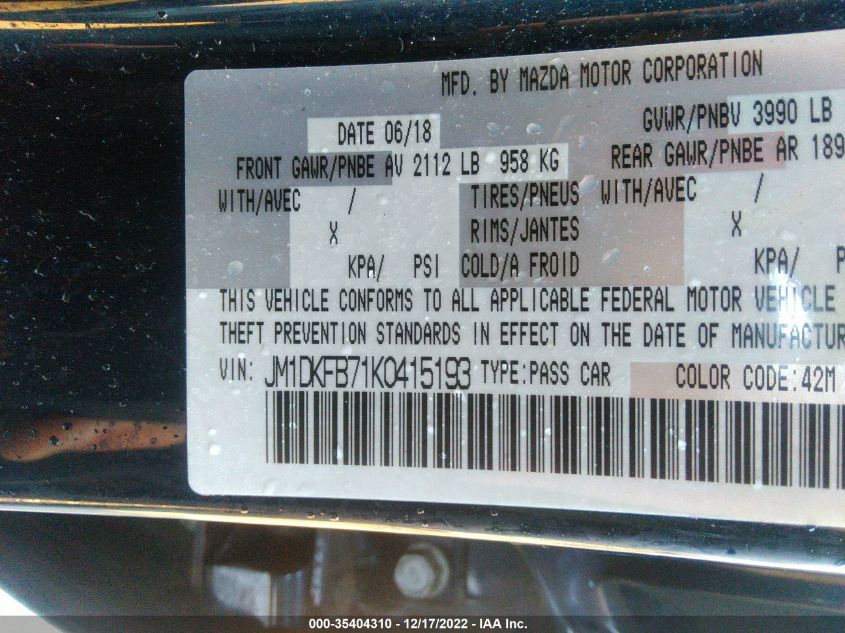 MFD. BY MAZDA MOTOR CORPORATION
DATE 06/18 GVWR/PNBV 3990 LB
FRONT GAWR/PNBE AV 2112 LB 958 KG REAR GAWR/PNBE AR 189
WITH/AVEC / TIRES/PNEUS WITH/AVEC /
X RIMS/JANTES X
KPA/ PSI COLD/A FROID KPA/ P
THIS VEHICLE CONFORMS TO ALL APPLICABLE FEDERAL MOTOR VEHICLE
THEFT PREVENTION STANDARDS IN EFFECT ON THE DATE OF MANUFACTUR
VIN: JM1DKFB71K0415193 TYPE:PASS CAR COLOR CODE:42M
000-35404310 - 12/17/2022 - IAA Inc.